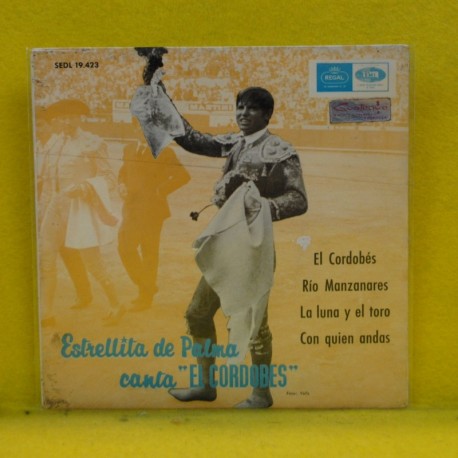 SEDL 19.423
REGAL
EMI
El Cordobés
Río Manzanares
La luna y el toro
Con quien andas
Estrellita de Palma
canta "El CORDOBES"